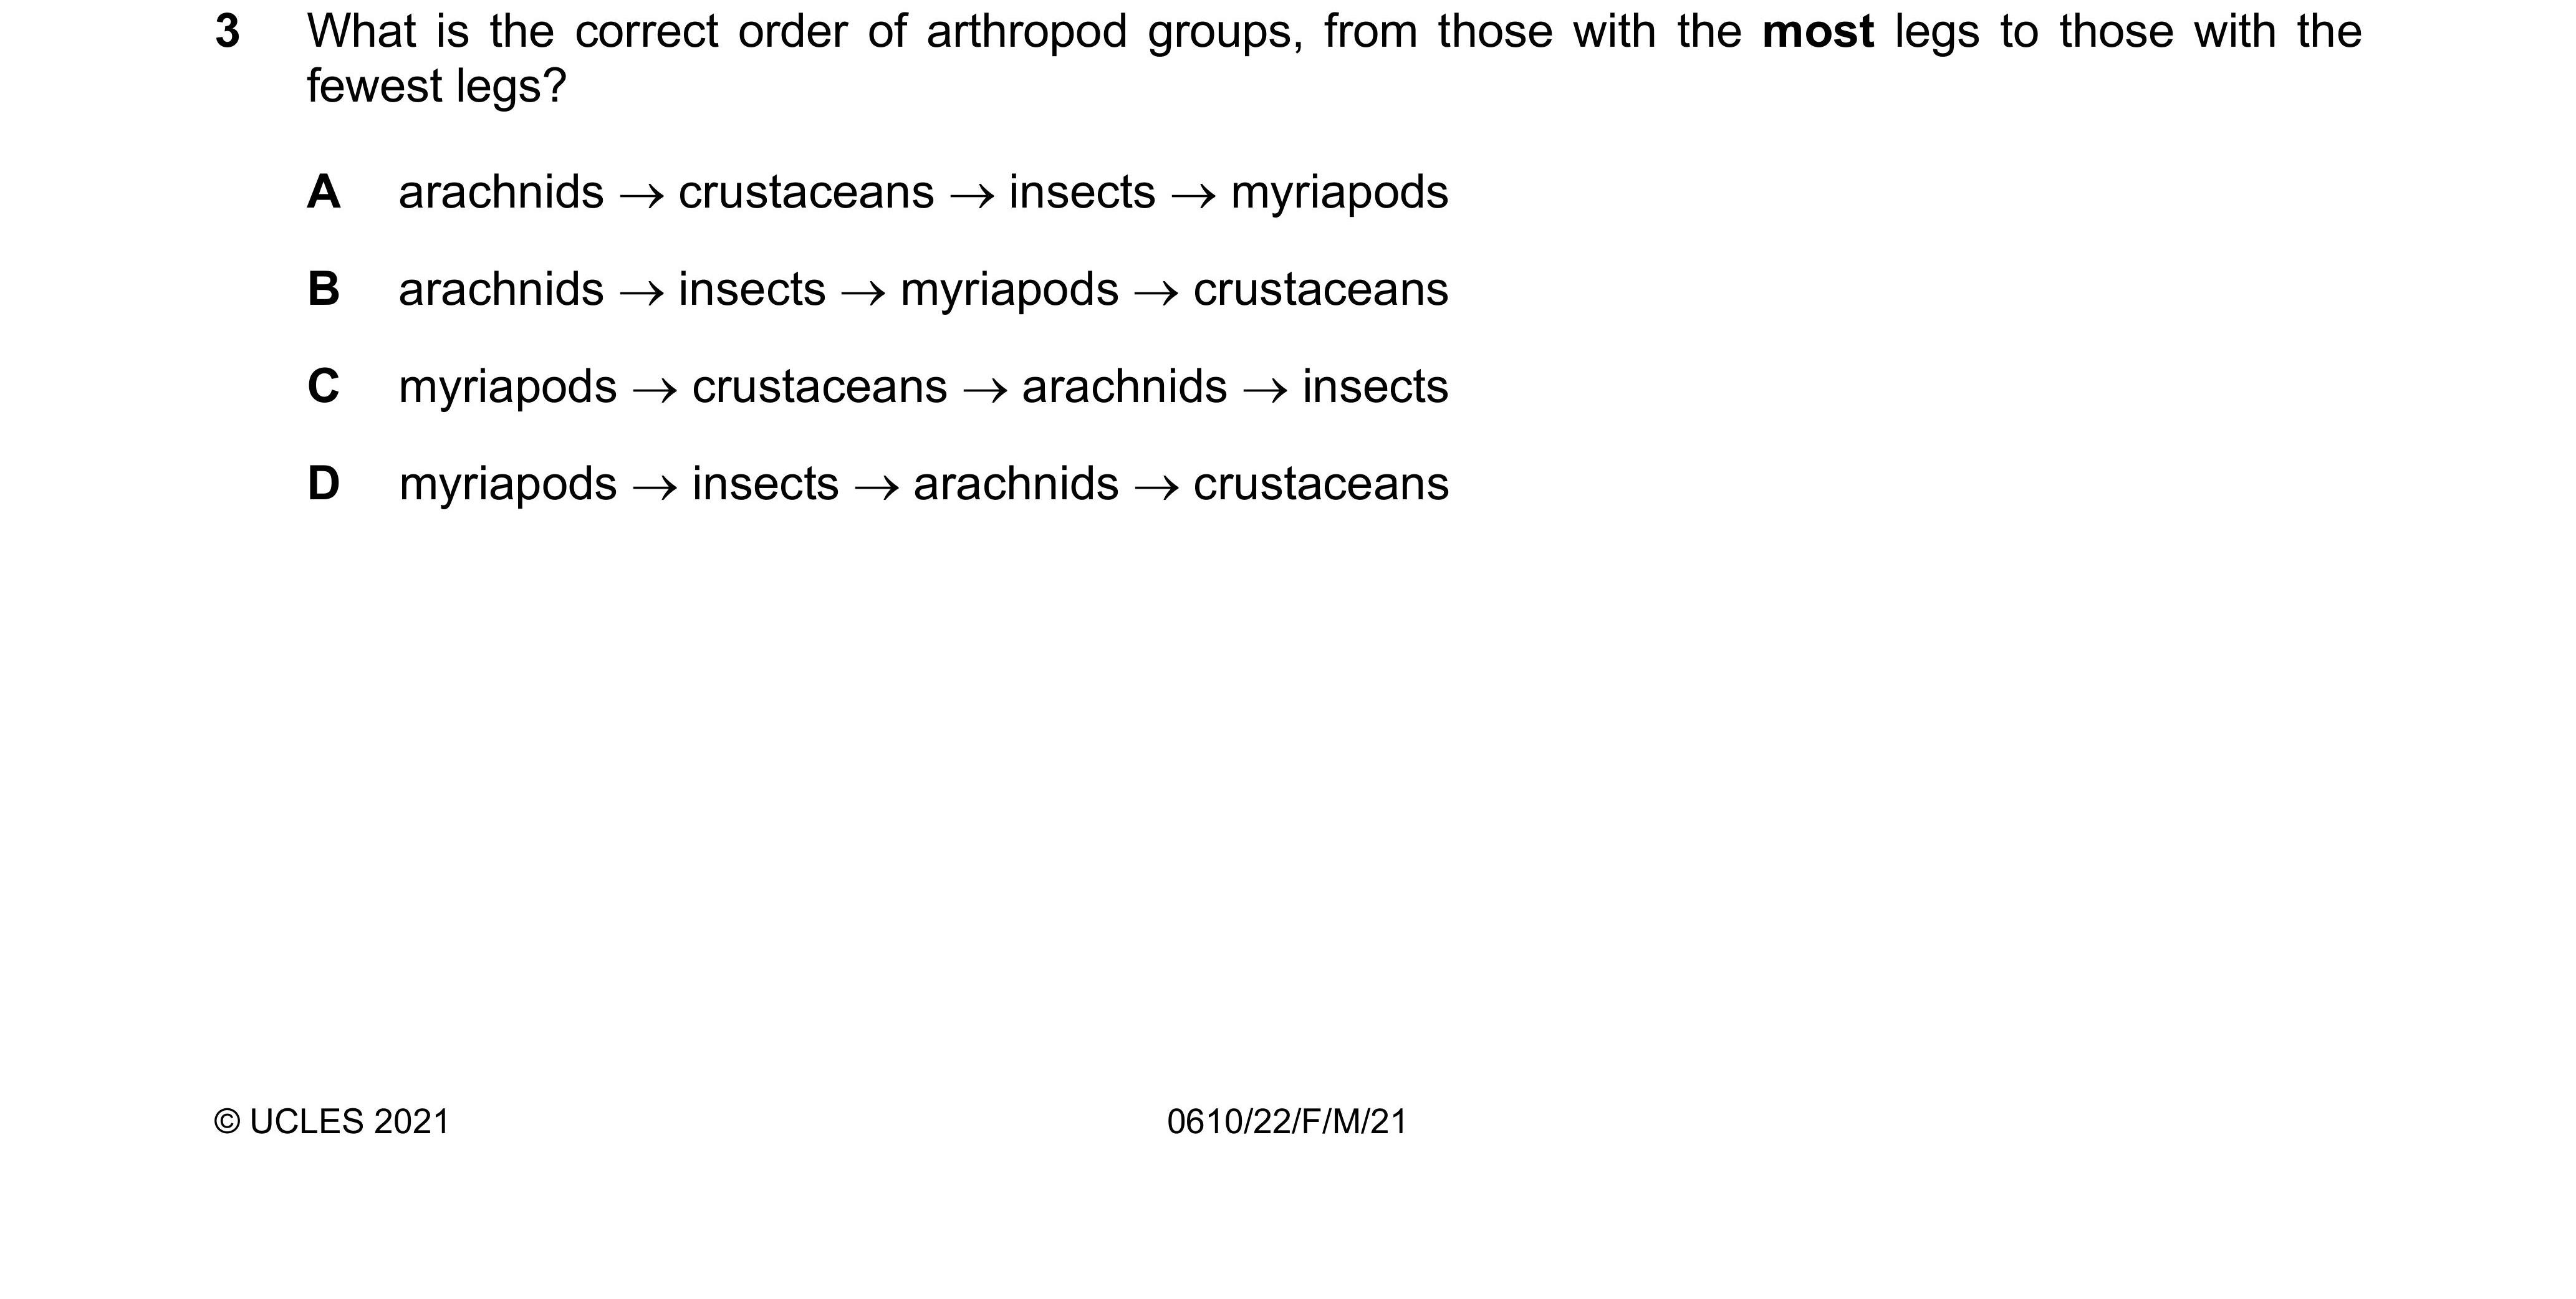 3 What is the correct order of arthropod groups, from those with the most legs to those with the
fewest legs?
A arachnids → crustaceans → insects → myriapods
B arachnids → insects → myriapods → crustaceans
C myriapods → crustaceans → arachnids → insects
D myriapods → insects → arachnids → crustaceans
© UCLES 2021 0610/22/F/M/21